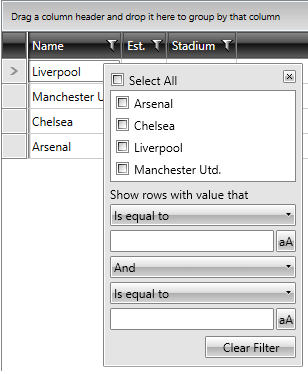 Drag a column header and drop it here to group by that column
Name Est. Stadium
Liverpool
Manchester U
Chelsea
Arsenal
Select All
Arsenal
Chelsea
Liverpool
Manchester Utd.
Show rows with value that
Is equal to
aA
And
Is equal to
aA
Clear Filter